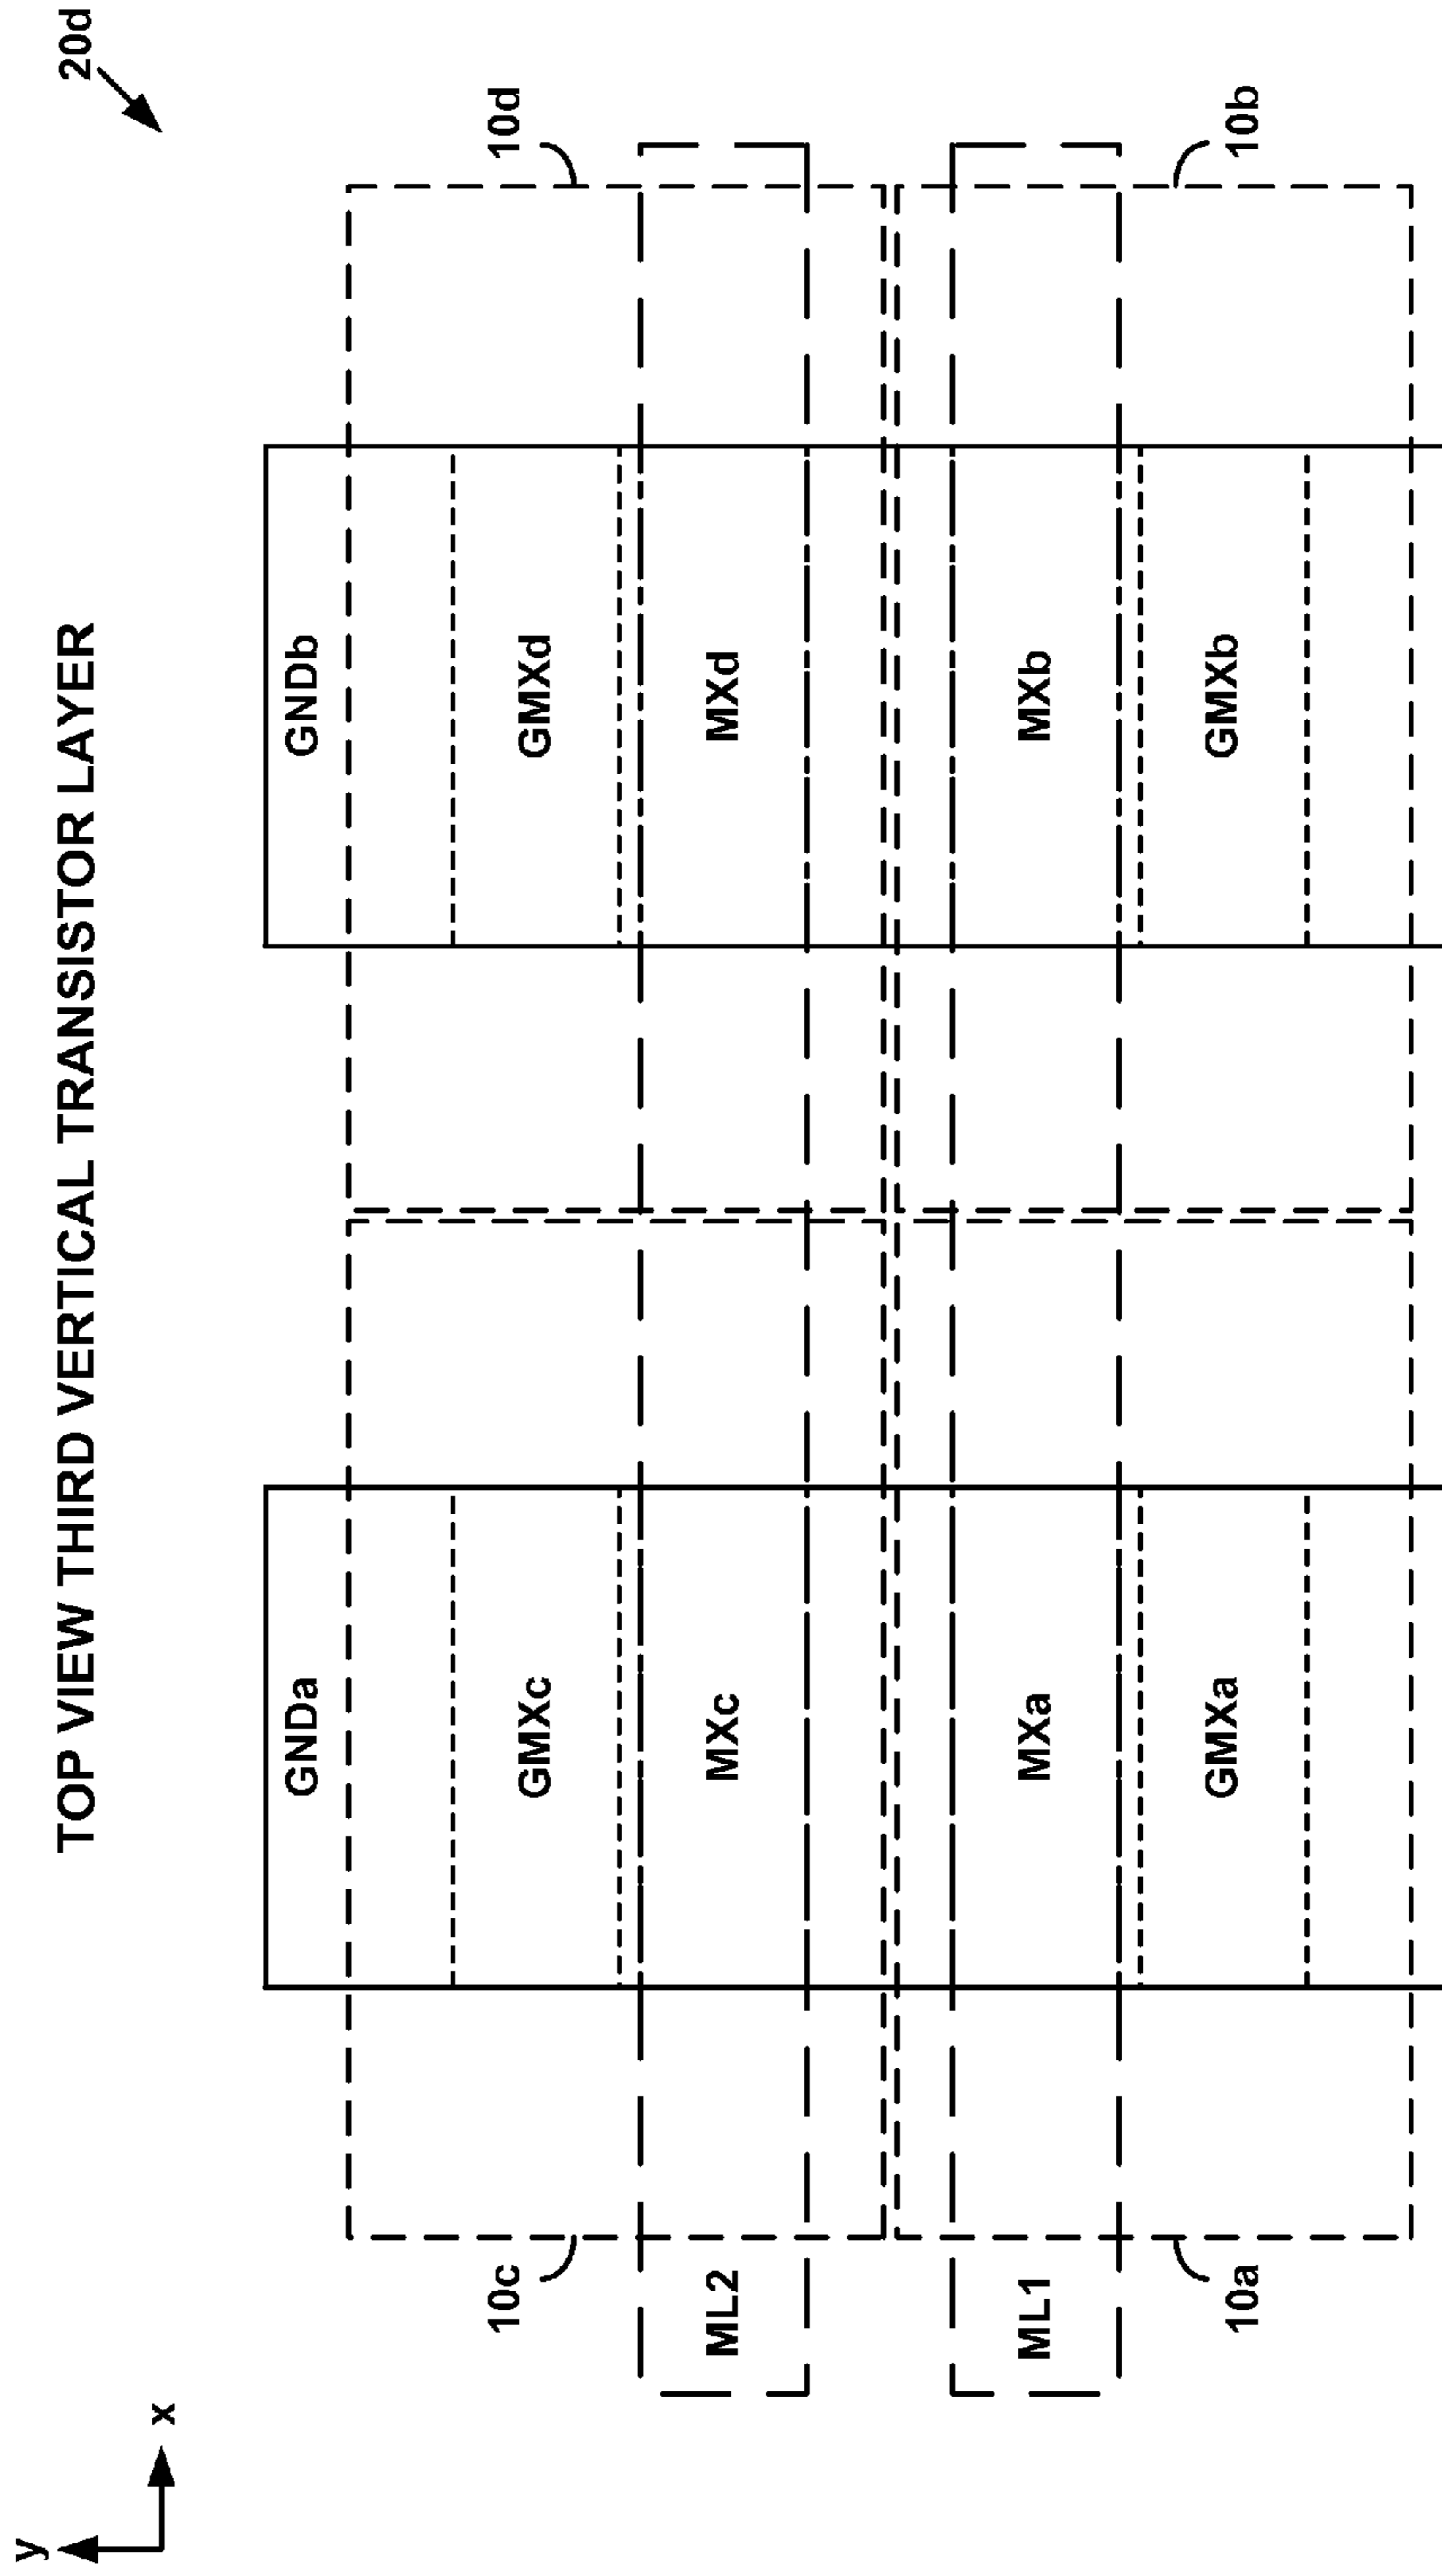 TOP VIEW THIRD VERTICAL TRANSISTOR LAYER
20d
y
x
GNDa
GNDb
10c
GMXc
GMXd
10d
ML2
MXc
MXd
ML1
MXa
MXb
10a
GMXa
GMXb
10b